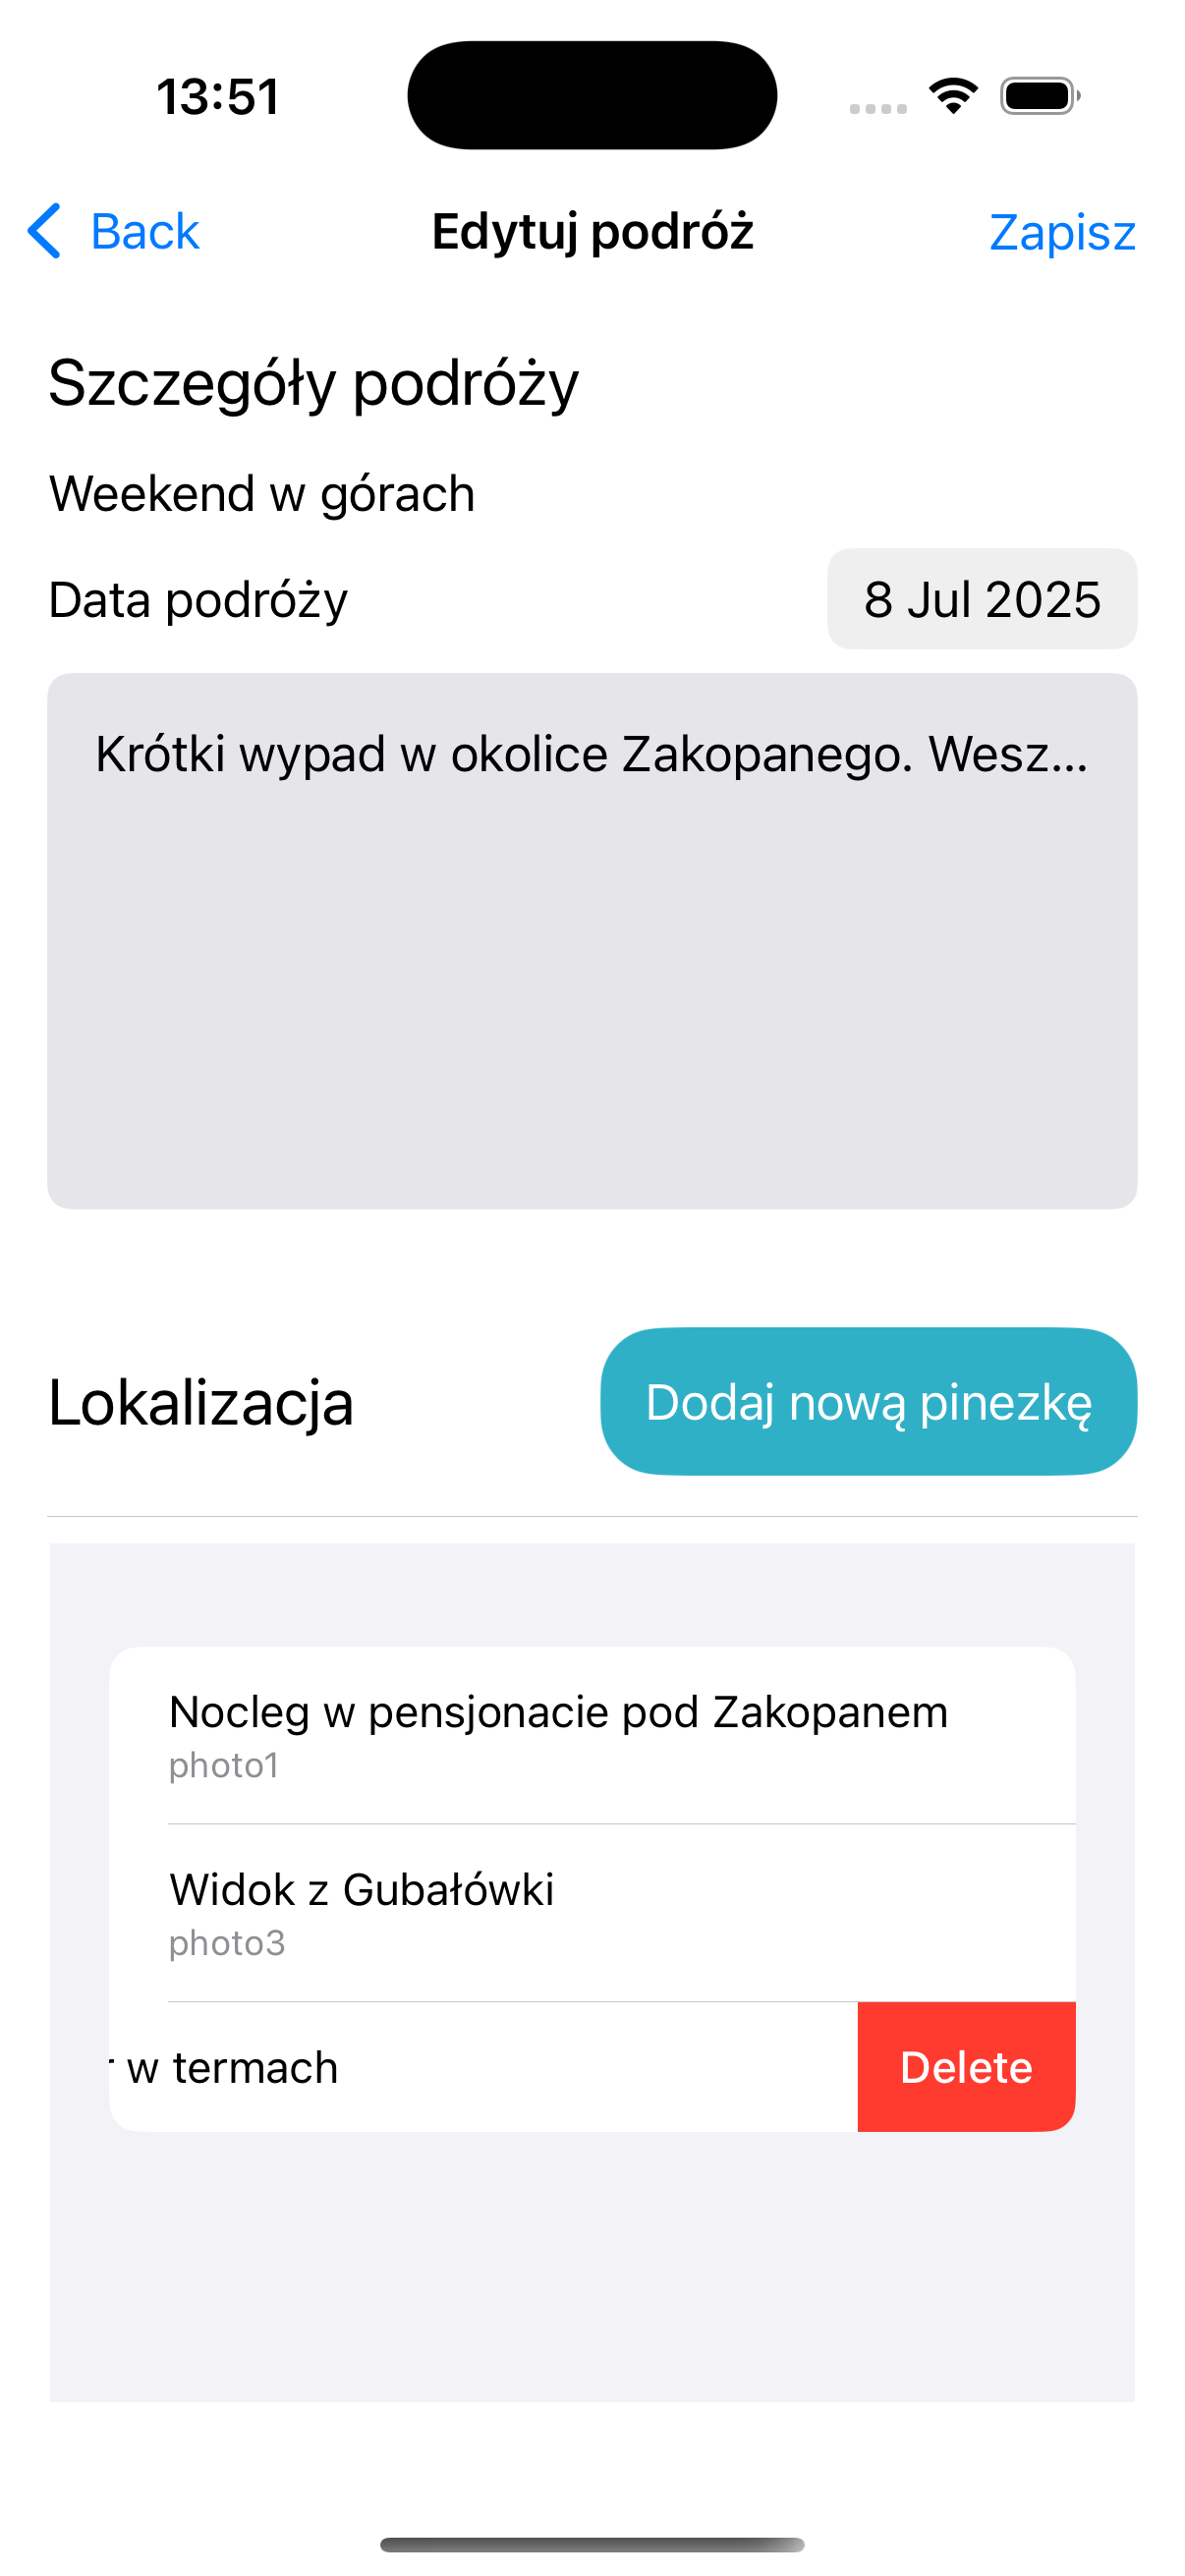 13:51
Back
Edytuj podróż
Zapisz
Szczegóły podróży
Weekend w górach
Data podróży
8 Jul 2025
Krótki wypad w okolice Zakopanego. Wesz...
Lokalizacja
Dodaj nową pinezkę
Nocleg w pensjonacie pod Zakopanem
photo1
Widok z Gubałówki
photo3
w termach
Delete